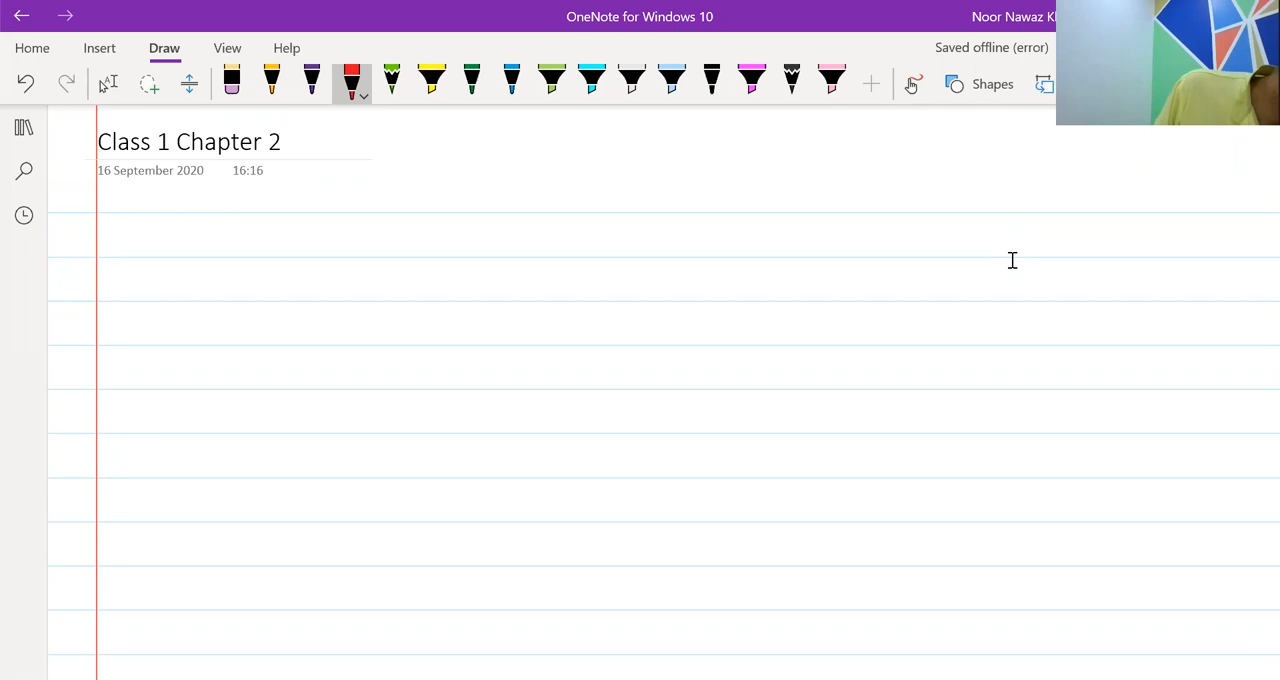 OneNote for Windows 10
Noor Nawaz
Home Insert Draw View Help
Saved offline (error)
Shapes
Class 1 Chapter 2
16 September 2020 16:16